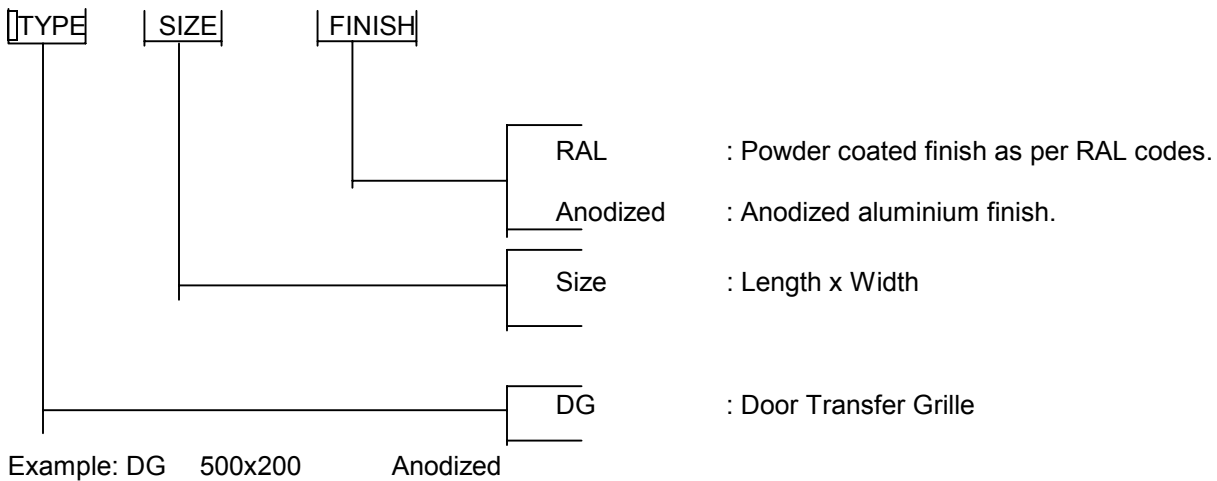 TYPE SIZE FINISH
RAL : Powder coated finish as per RAL codes.
Anodized : Anodized aluminium finish.
Size : Length x Width
DG : Door Transfer Grille
Example: DG 500x200 Anodized